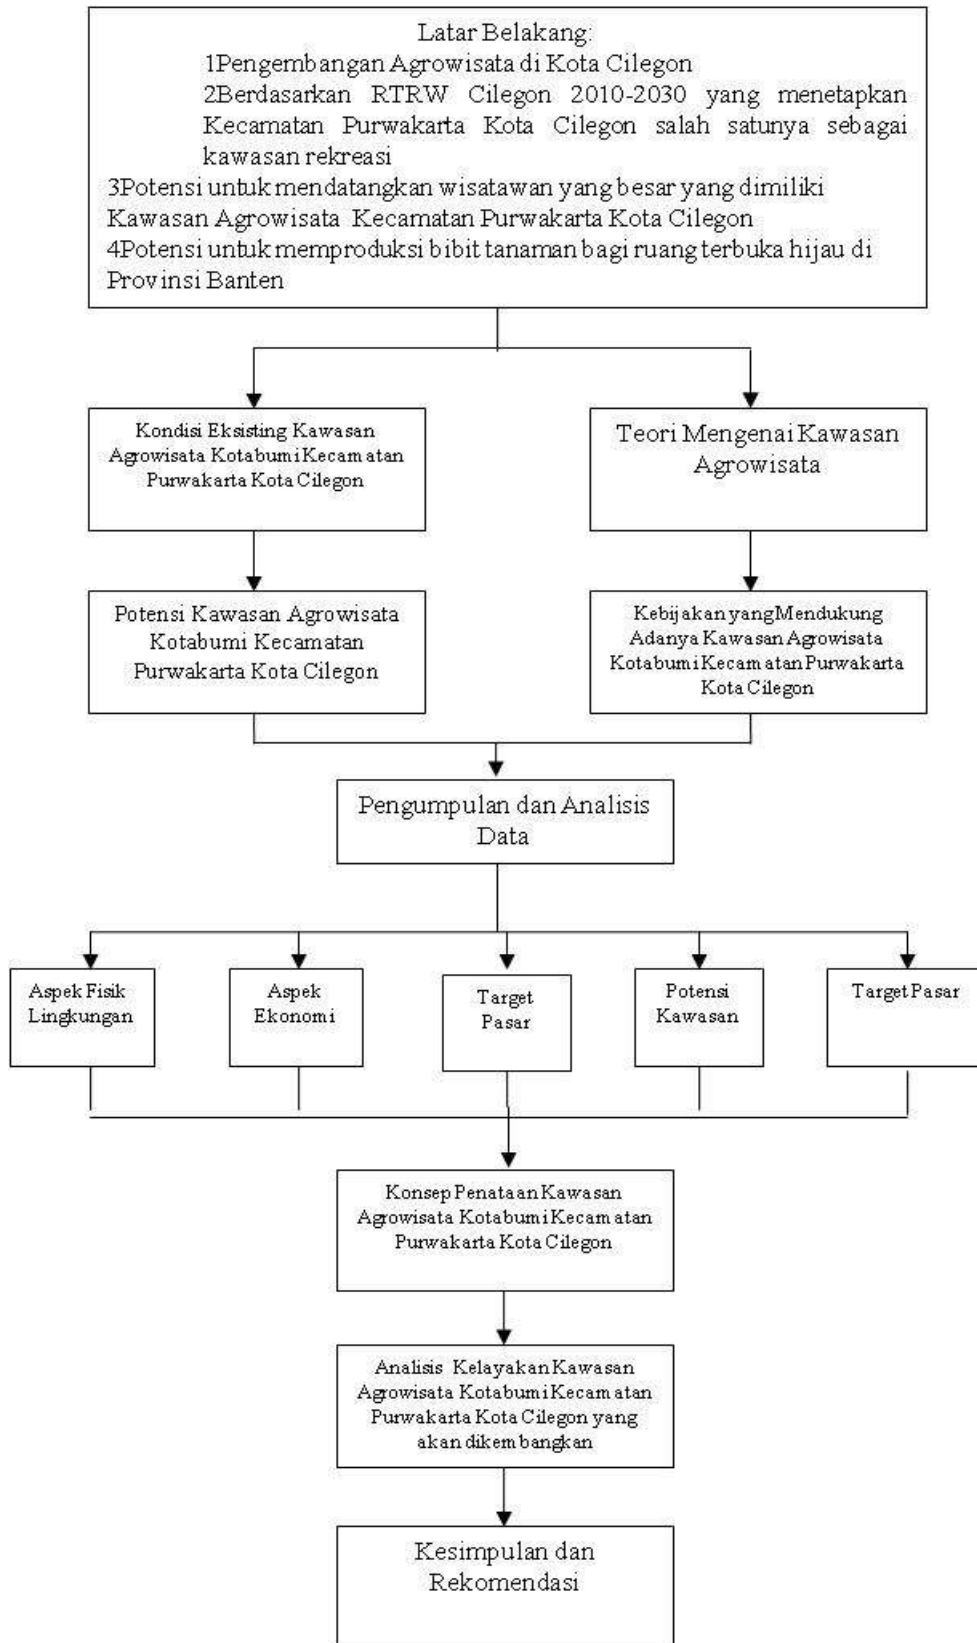 Latar Belakang:
1Pengembangan Agrowisata di Kota Cilegon
2Berdasarkan RTRW Cilegon 2010-2030 yang menetapkan
Kecamatan Purwakarta Kota Cilegon salah satunya sebagai
kawasan rekreasi
3Potensi untuk mendatangkan wisatawan yang besar yang dimiliki
Kawasan Agrowisata Kecamatan Purwakarta Kota Cilegon
4Potensi untuk memproduksi bibit tanaman bagi ruang terbuka hijau di
Provinsi Banten
Kondisi Eksisting Kawasan
Agrowisata Kotabumi Kecamatan
Purwakarta Kota Cilegon
Teori Mengenai Kawasan
Agrowisata
Potensi Kawasan Agrowisata
Kotabumi Kecamatan
Purwakarta Kota Cilegon
Kebijakan yang Mendukung
Adanya Kawasan Agrowisata
Kotabumi Kecamatan Purwakarta
Kota Cilegon
Pengumpulan dan Analisis
Data
Aspek Fisik
Lingkungan
Aspek
Ekonomi
Target
Pasar
Potensi
Kawasan
Target Pasar
Konsep Penataan Kawasan
Agrowisata Kotabumi Kecamatan
Purwakarta Kota Cilegon
Analisis Kelayakan Kawasan
Agrowisata Kotabumi Kecamatan
Purwakarta Kota Cilegon yang
akan dikembangkan
Kesimpulan dan
Rekomendasi